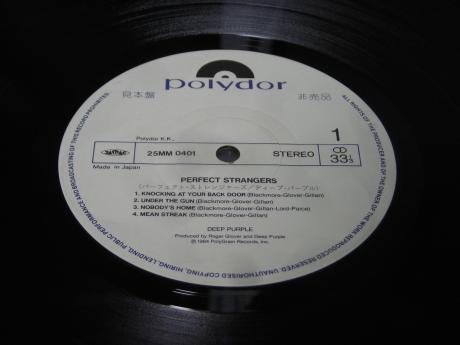 polydor
見本盤 非売品
Polydor K.K.,
1
Made in Japan
25MM 0401
STEREO
33 1/3
PERFECT STRANGERS
(パーフェクト・ストレンジャーズ/ディープ・パープル)
1. KNOCKING AT YOUR BACK DOOR (Blackmore-Glover-Gillan)
2. UNDER THE GUN (Blackmore-Glover-Gillan)
3. NOBODY'S HOME (Blackmore-Glover-Gillan-Lord-Paice)
4. MEAN STREAK (Blackmore-Glover-Gillan)
DEEP PURPLE
Produced by Roger Glover and Deep Purple
℗ 1984 PolyGram Records, Inc.
ALL RIGHTS OF THE PRODUCER AND OF THE OWNER OF THE WORK REPRODUCED RESERVED. UNAUTHORISED COPYING, HIRING, LENDING, PUBLIC PERFORMANCE AND BROADCASTING OF THIS RECORD PROHIBITED.